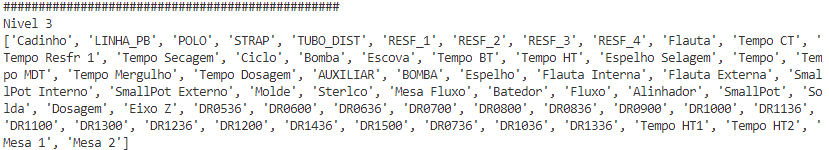 ################################################
Nivel 3
['Cadinho', 'LINHA_PB', 'POLO', 'STRAP', 'TUBO_DIST', 'RESF_1', 'RESF_2', 'RESF_3', 'RESF_4', 'Flauta', 'Tempo CT', '
Tempo Resfr 1', 'Tempo Secagem', 'Ciclo', 'Bomba', 'Escova', 'Tempo BT', 'Tempo HT', 'Espelho Selagem', 'Tempo', 'Tem
po MDT', 'Tempo Mergulho', 'Tempo Dosagem', 'AUXILIAR', 'BOMBA', 'Espelho', 'Flauta Interna', 'Flauta Externa', 'Smal
lPot Interno', 'SmallPot Externo', 'Molde', 'Sterlco', 'Mesa Fluxo', 'Batedor', 'Fluxo', 'Alinhador', 'SmallPot', 'So
lda', 'Dosagem', 'Eixo Z', 'DR0536', 'DR0600', 'DR0636', 'DR0700', 'DR0800', 'DR0836', 'DR0900', 'DR1000', 'DR1136',
'DR1100', 'DR1300', 'DR1236', 'DR1200', 'DR1436', 'DR1500', 'DR0736', 'DR1036', 'DR1336', 'Tempo HT1', 'Tempo HT2', '
Mesa 1', 'Mesa 2']